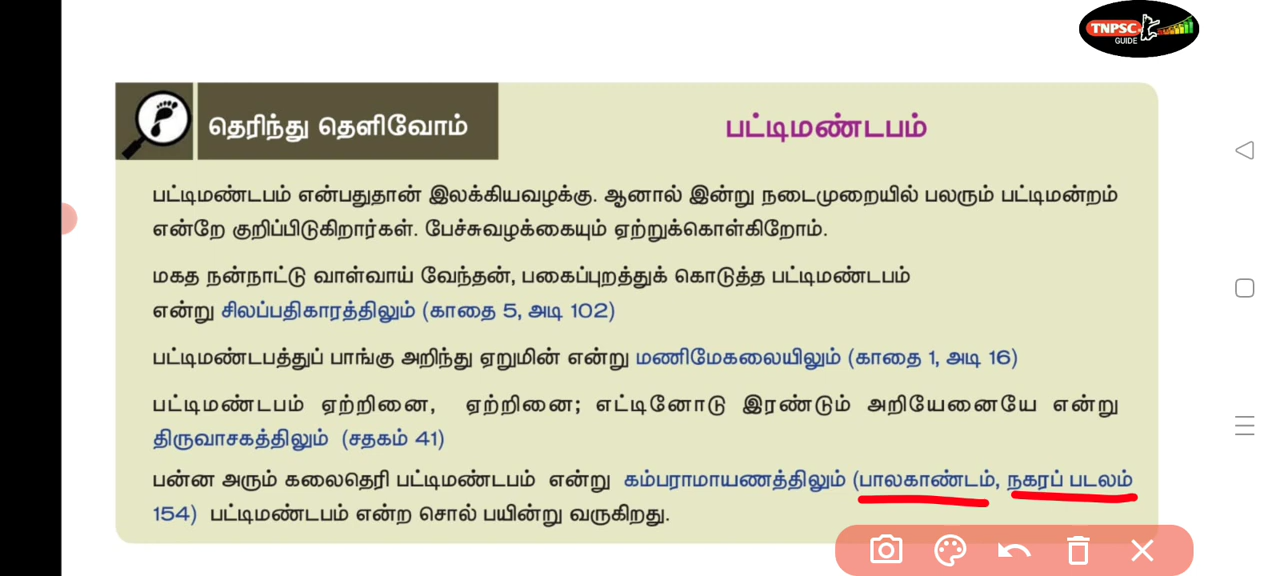 TNPSC
GUIDE
தெரிந்து தெளிவோம்
பட்டிமண்டபம்
பட்டிமண்டபம் என்பதுதான் இலக்கியவழக்கு. ஆனால் இன்று நடைமுறையில் பலரும் பட்டிமன்றம்
என்றே குறிப்பிடுகிறார்கள். பேச்சுவழக்கையும் ஏற்றுக்கொள்கிறோம்.
மகத நன்நாட்டு வாள்வாய் வேந்தன், பகைப்புறத்துக் கொடுத்த பட்டிமண்டபம்
என்று சிலப்பதிகாரத்திலும் (காதை 5, அடி 102)
பட்டிமண்டபத்துப் பாங்கு அறிந்து ஏறுமின் என்று மணிமேகலையிலும் (காதை 1, அடி 16)
பட்டிமண்டபம் ஏற்றினை, ஏற்றினை; எட்டினோடு இரண்டும் அறியேனையே என்று
திருவாசகத்திலும் (சதகம் 41)
பன்ன அரும் கலைதெரி பட்டிமண்டபம் என்று கம்பராமாயணத்திலும் (பாலகாண்டம், நகரப் படலம்
154) பட்டிமண்டபம் என்ற சொல் பயின்று வருகிறது.